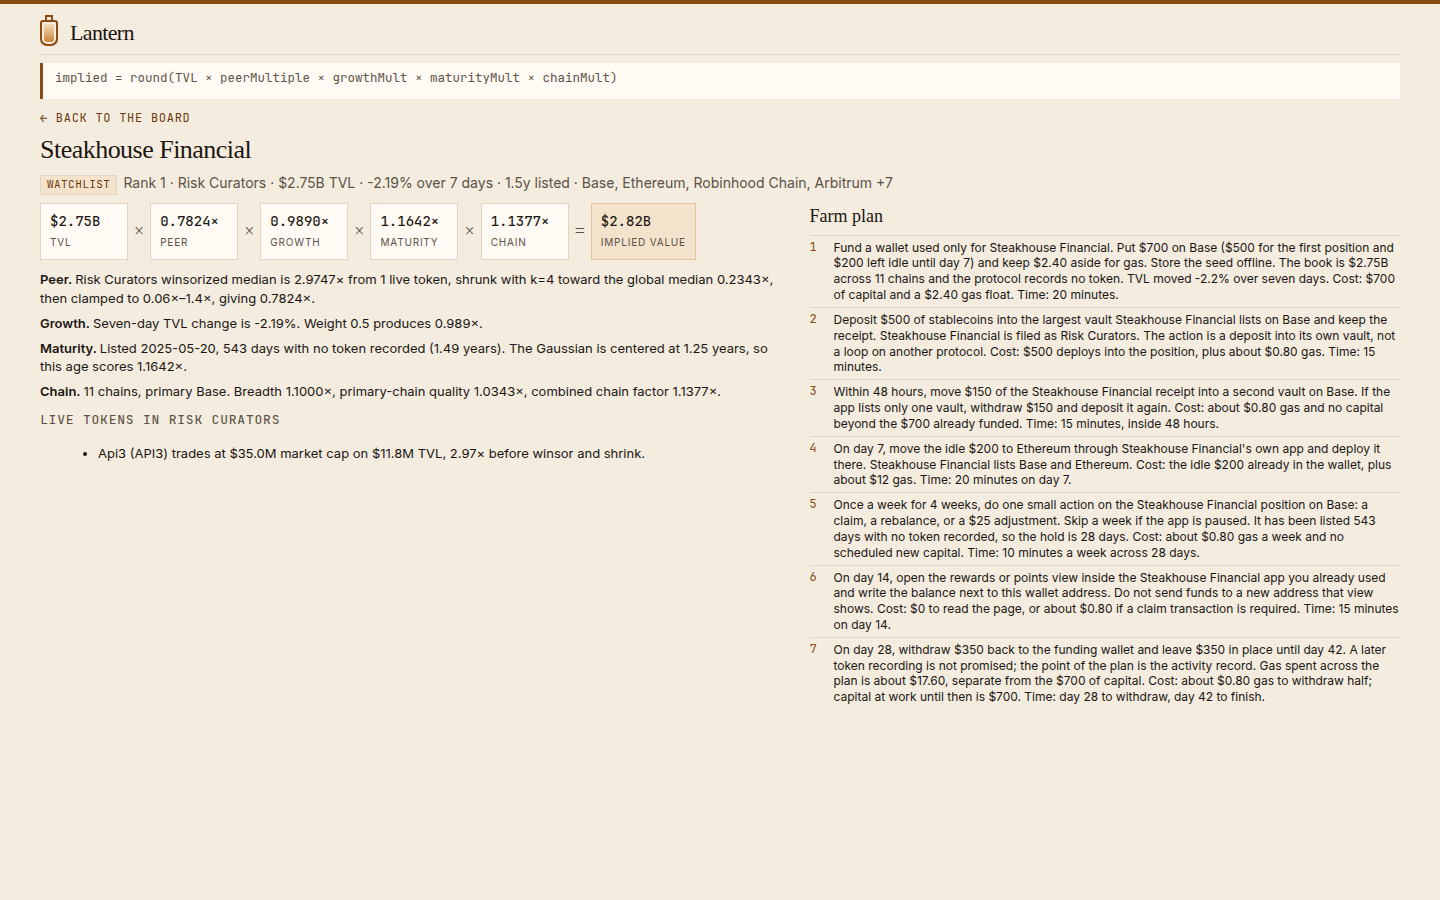 Lantern
implied = round(TVL × peerMultiple × growthMult × maturityMult × chainMult)
← BACK TO THE BOARD
Steakhouse Financial
WATCHLIST Rank 1 · Risk Curators · $2.75B TVL · -2.19% over 7 days · 1.5y listed · Base, Ethereum, Robinhood Chain, Arbitrum +7
$2.75B × 0.7824× × 0.9890× × 1.1642× × 1.1377× = $2.82B
TVL PEER GROWTH MATURITY CHAIN IMPLIED VALUE
Peer. Risk Curators winsorized median is 2.9747× from 1 live token, shrunk with k=4 toward the global median 0.2343×,
then clamped to 0.06×–1.4×, giving 0.7824×.
Growth. Seven-day TVL change is -2.19%. Weight 0.5 produces 0.989×.
Maturity. Listed 2025-05-20, 543 days with no token recorded (1.49 years). The Gaussian is centered at 1.25 years, so
this age scores 1.1642×.
Chain. 11 chains, primary Base. Breadth 1.1000×, primary-chain quality 1.0343×, combined chain factor 1.1377×.
LIVE TOKENS IN RISK CURATORS
• Api3 (API3) trades at $35.0M market cap on $11.8M TVL, 2.97× before winsor and shrink.
Farm plan
1 Fund a wallet used only for Steakhouse Financial. Put $700 on Base ($500 for the first position and
$200 left idle until day 7) and keep $2.40 aside for gas. Store the seed offline. The book is $2.75B
across 11 chains and the protocol records no token. TVL moved -2.2% over seven days. Cost: $700
of capital and a $2.40 gas float. Time: 20 minutes.
2 Deposit $500 of stablecoins into the largest vault Steakhouse Financial lists on Base and keep the
receipt. Steakhouse Financial is filed as Risk Curators. The action is a deposit into its own vault, not
a loop on another protocol. Cost: $500 deploys into the position, plus about $0.80 gas. Time: 15
minutes.
3 Within 48 hours, move $150 of the Steakhouse Financial receipt into a second vault on Base. If the
app lists only one vault, withdraw $150 and deposit it again. Cost: about $0.80 gas and no capital
beyond the $700 already funded. Time: 15 minutes, inside 48 hours.
4 On day 7, move the idle $200 to Ethereum through Steakhouse Financial's own app and deploy it
there. Steakhouse Financial lists Base and Ethereum. Cost: the idle $200 already in the wallet, plus
about $12 gas. Time: 20 minutes on day 7.
5 Once a week for 4 weeks, do one small action on the Steakhouse Financial position on Base: a
claim, a rebalance, or a $25 adjustment. Skip a week if the app is paused. It has been listed 543
days with no token recorded, so the hold is 28 days. Cost: about $0.80 gas a week and no
scheduled new capital. Time: 10 minutes a week across 28 days.
6 On day 14, open the rewards or points view inside the Steakhouse Financial app you already used
and write the balance next to this wallet address. Do not send funds to a new address that view
shows. Cost: $0 to read the page, or about $0.80 if a claim transaction is required. Time: 15 minutes
on day 14.
7 On day 28, withdraw $350 back to the funding wallet and leave $350 in place until day 42. A later
token recording is not promised; the point of the plan is the activity record. Gas spent across the
plan is about $17.60, separate from the $700 of capital. Cost: about $0.80 gas to withdraw half;
capital at work until then is $700. Time: day 28 to withdraw, day 42 to finish.